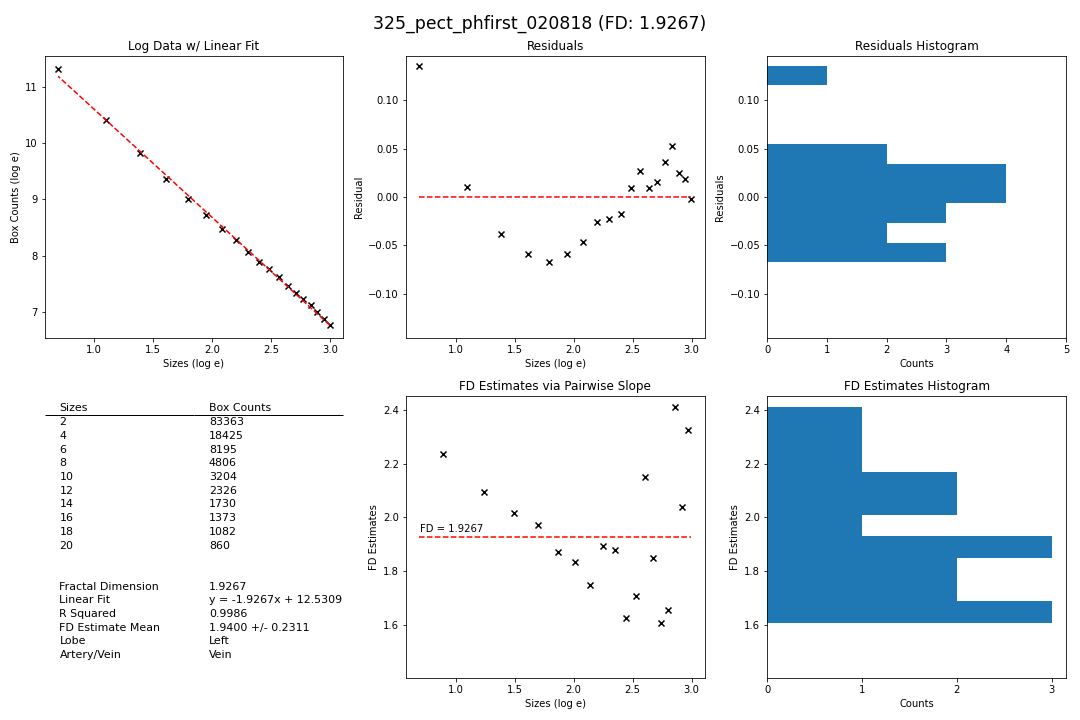 325_pect_phfirst_020818 (FD: 1.9267)
Log Data w/ Linear Fit
Box Counts (log e)
11
10
9
8
7
1.0 1.5 2.0 2.5 3.0
Sizes (log e)
Residuals
Residual
0.10
0.05
0.00
−0.05
−0.10
1.0 1.5 2.0 2.5 3.0
Sizes (log e)
Residuals Histogram
Residuals
0.10
0.05
0.00
−0.05
−0.10
0 1 2 3 4 5
Counts
Sizes Box Counts
2 83363
4 18425
6 8195
8 4806
10 3204
12 2326
14 1730
16 1373
18 1082
20 860
Fractal Dimension 1.9267
Linear Fit y = -1.9267x + 12.5309
R Squared 0.9986
FD Estimate Mean 1.9400 +/- 0.2311
Lobe Left
Artery/Vein Vein
FD Estimates via Pairwise Slope
FD Estimates
2.4
2.2
2.0
1.8
1.6
FD = 1.9267
1.0 1.5 2.0 2.5 3.0
Sizes (log e)
FD Estimates Histogram
FD Estimates
2.4
2.2
2.0
1.8
1.6
0 1 2 3
Counts